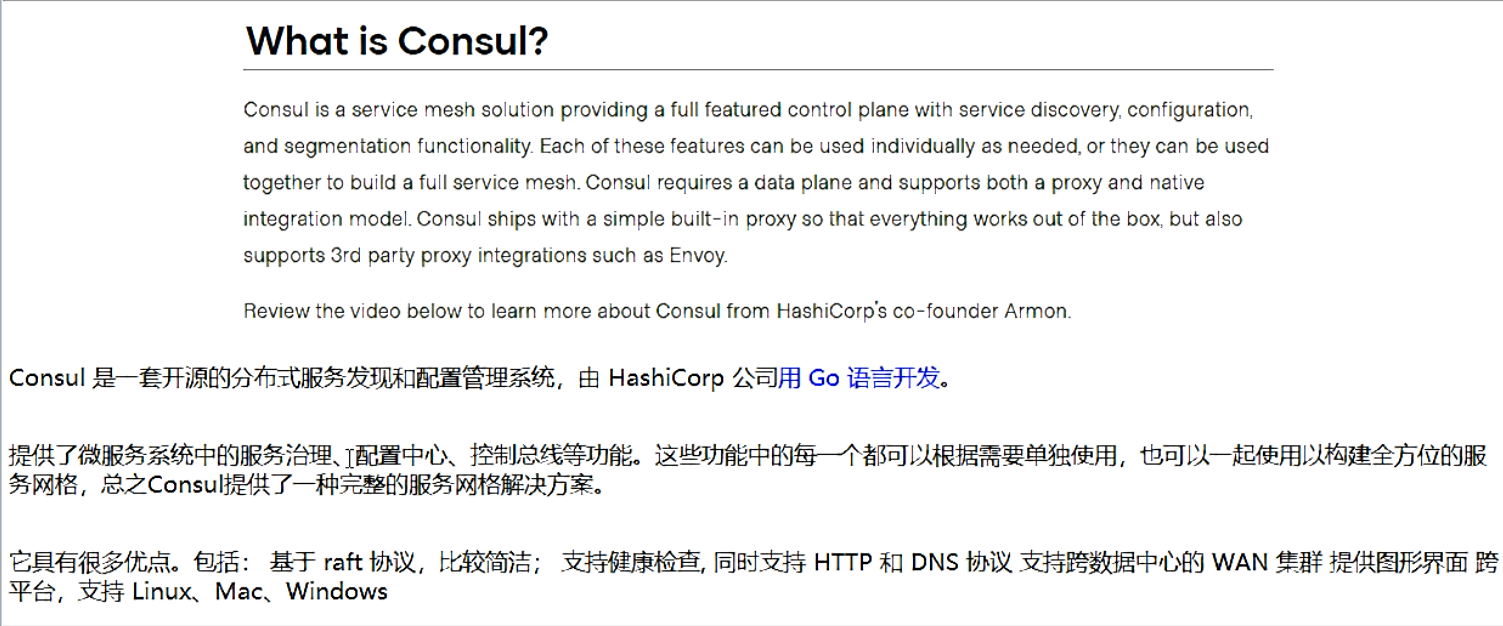 What is Consul?
Consul is a service mesh solution providing a full featured control plane with service discovery, configuration,
and segmentation functionality. Each of these features can be used individually as needed, or they can be used
together to build a full service mesh. Consul requires a data plane and supports both a proxy and native
integration model. Consul ships with a simple built-in proxy so that everything works out of the box, but also
supports 3rd party proxy integrations such as Envoy.
Review the video below to learn more about Consul from HashiCorp's co-founder Armon.
Consul 是一套开源的分布式服务发现和配置管理系统，由 HashiCorp 公司用 Go 语言开发。
提供了微服务系统中的服务治理、配置中心、控制总线等功能。这些功能中的每一个都可以根据需要单独使用，也可以一起使用以构建全方位的服
务网格，总之Consul提供了一种完整的服务网格解决方案。
它具有很多优点。包括： 基于 raft 协议，比较简洁； 支持健康检查, 同时支持 HTTP 和 DNS 协议 支持跨数据中心的 WAN 集群 提供图形界面 跨
平台，支持 Linux、Mac、Windows